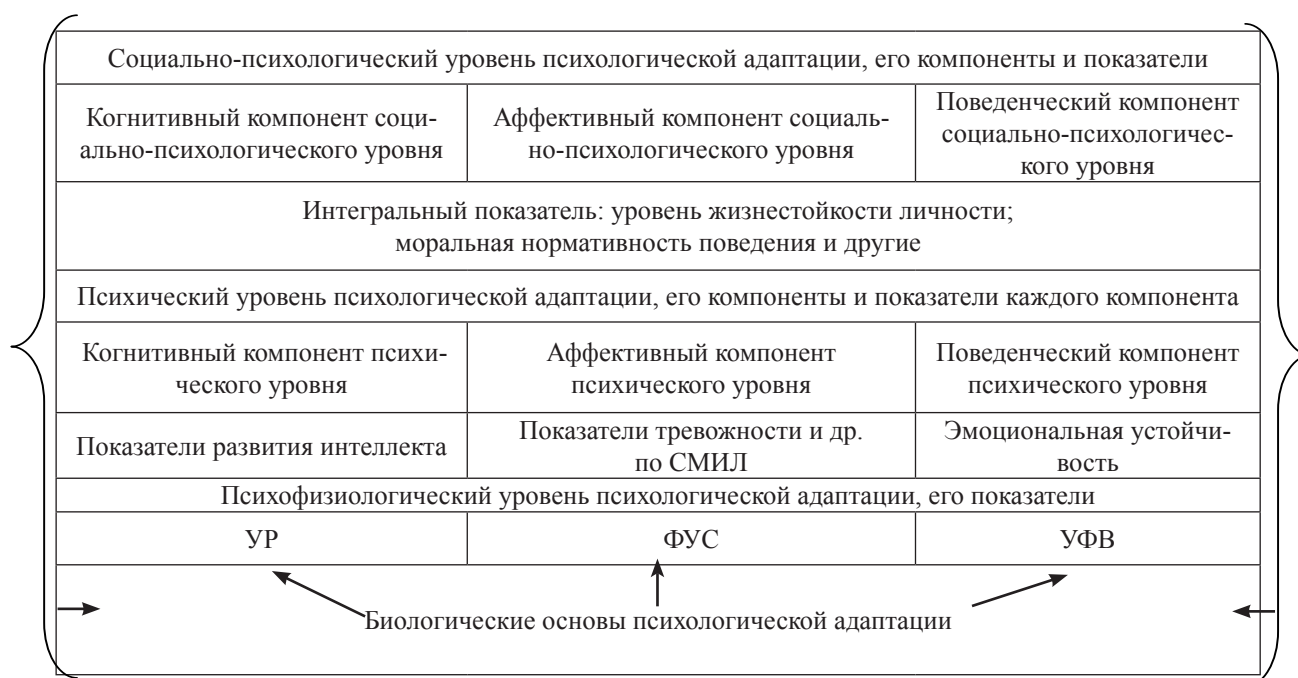 Социально-психологический уровень психологической адаптации, его компоненты и показатели
Когнитивный компонент соци-
ально-психологического уровня
Аффективный компонент социаль-
но-психологического уровня
Поведенческий компонент
социально-психологичес-
кого уровня
Интегральный показатель: уровень жизнестойкости личности;
моральная нормативность поведения и другие
Психический уровень психологической адаптации, его компоненты и показатели каждого компонента
Когнитивный компонент психи-
ческого уровня
Аффективный компонент
психического уровня
Поведенческий компонент
психического уровня
Показатели развития интеллекта
Показатели тревожности и др.
по СМИЛ
Эмоциональная устойчи-
вость
Психофизиологический уровень психологической адаптации, его показатели
УР
ФУС
УФВ
Биологические основы психологической адаптации